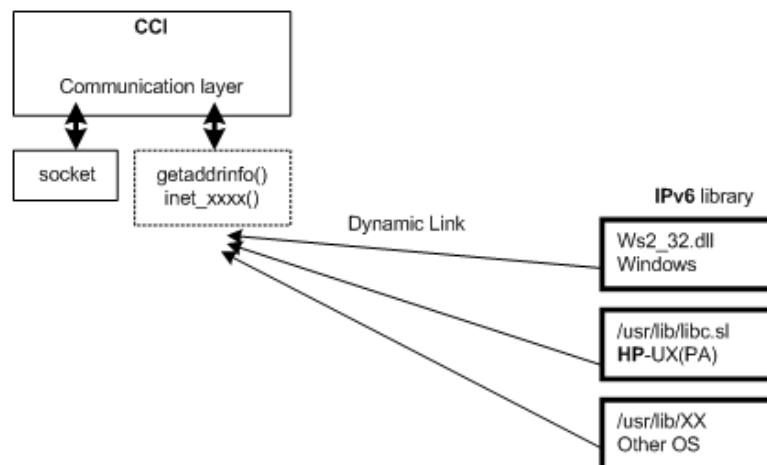 CCI
Communication layer
socket
getaddrinfo()
inet_xxxx()
Dynamic Link
IPv6 library
Ws2_32.dll
Windows
/usr/lib/libc.sl
HP-UX(PA)
/usr/lib/XX
Other OS